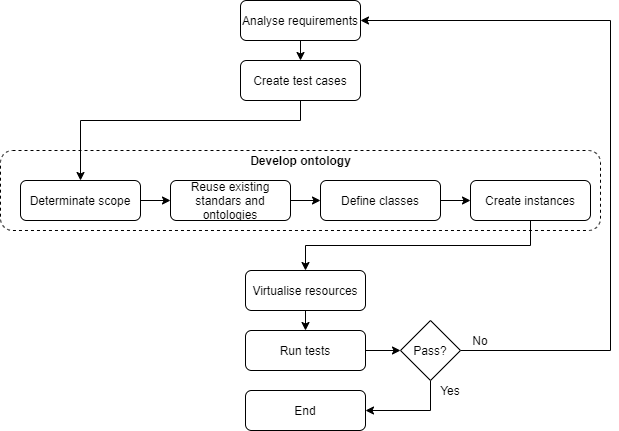 Analyse requirements
Create test cases
Develop ontology
Determinate scope
Reuse existing
standars and
ontologies
Define classes
Create instances
Virtualise resources
Run tests
Pass?
No
Yes
End